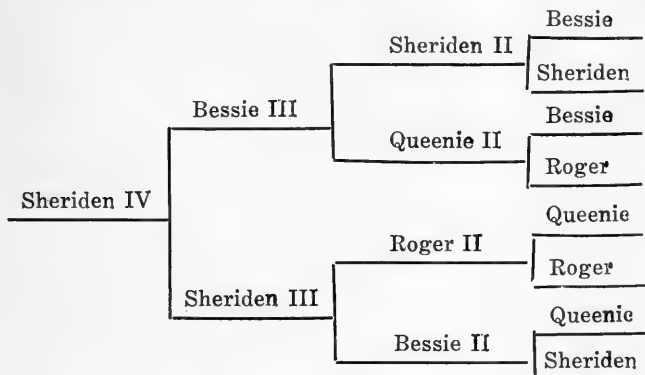 Bessie
Sheriden II
Sheriden
Bessie III
Bessie
Queenie II
Roger
Sheriden IV
Queenie
Roger II
Roger
Sheriden III
Queenie
Bessie II
Sheriden